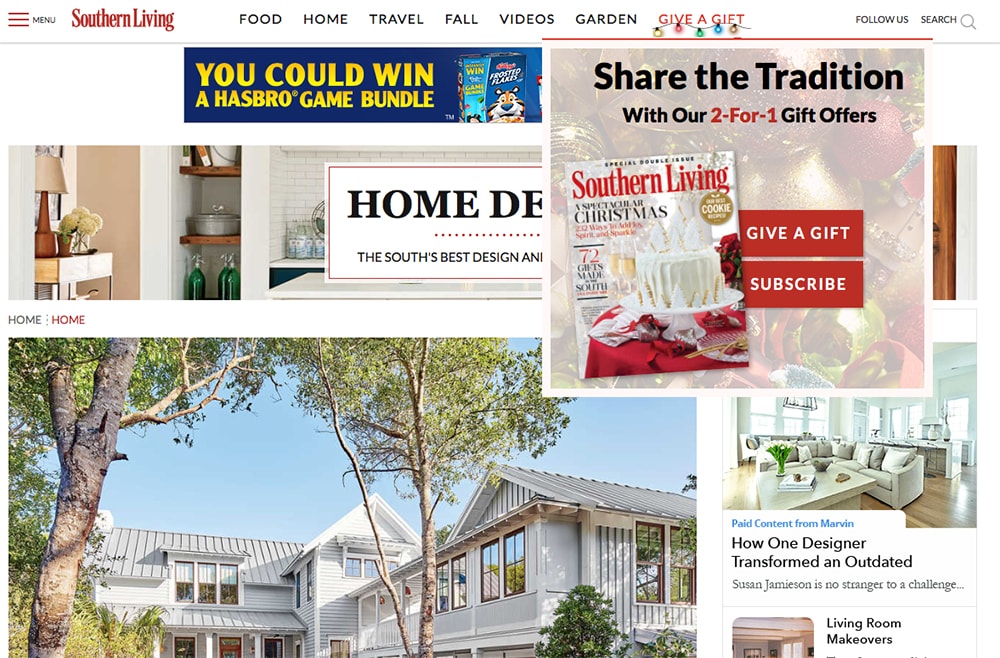 MENU
Southern Living
FOOD
HOME
TRAVEL
FALL
VIDEOS
GARDEN
GIVE A GIFT
FOLLOW US
SEARCH
YOU COULD WIN
A HASBRO® GAME BUNDLE
TM
INSTANT
WIN
GAME
BUNDLE
Kellogg's
FROSTED
FLAKES
Share the Tradition
With Our 2-For-1 Gift Offers
SPECIAL DOUBLE ISSUE
Southern Living
A SPECTACULAR
CHRISTMAS
232 Ways To Add Joy,
Spirit, and Sparkle
OUR BEST
COOKIE
RECIPES!
72
GIFTS
MADE
IN THE
SOUTH
GIVE A GIFT
SUBSCRIBE
HOME DE
THE SOUTH'S BEST DESIGN AN
HOME
HOME
Paid Content from Marvin
How One Designer
Transformed an Outdated
Susan Jamieson is no stranger to a challenge...
Living Room
Makeovers